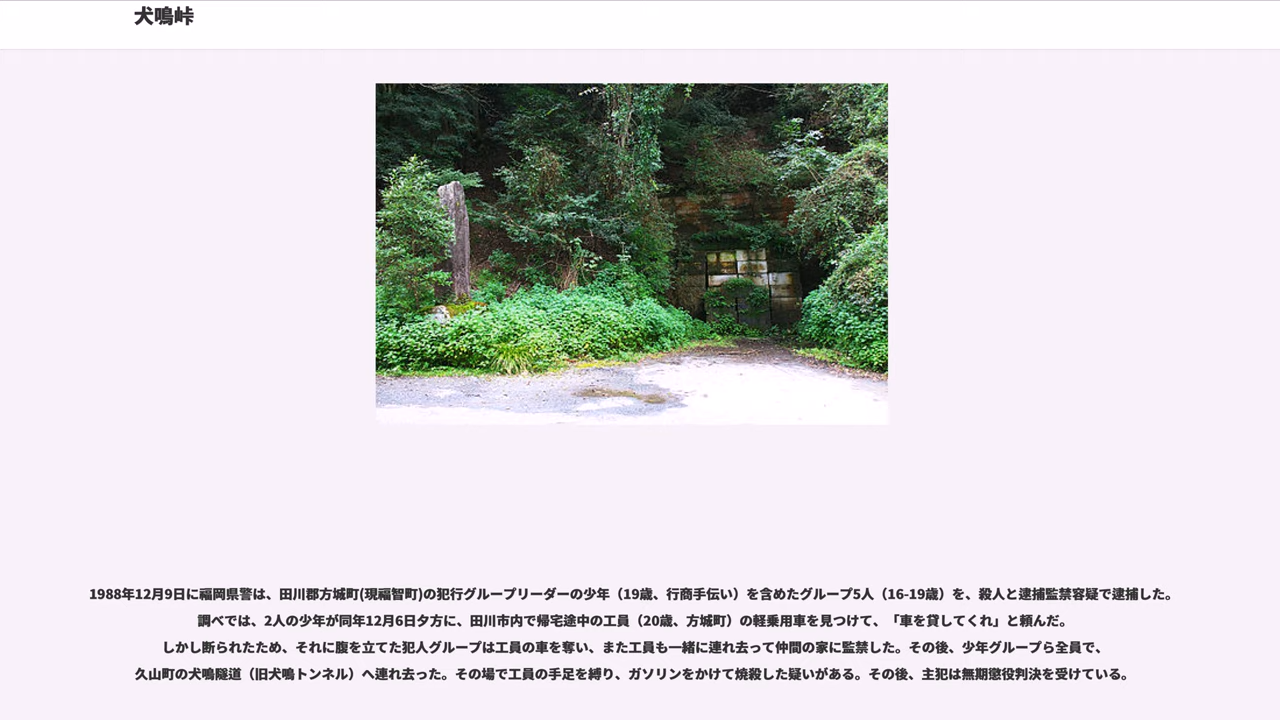 犬鳴峠
1988年12月9日に福岡県警は、田川郡方城町(現福智町)の犯行グループリーダーの少年（19歳、行商手伝い）を含めたグループ5人（16-19歳）を、殺人と逮捕監禁容疑で逮捕した。
調べでは、2人の少年が同年12月6日夕方に、田川市内で帰宅途中の工員（20歳、方城町）の軽乗用車を見つけて、「車を貸してくれ」と頼んだ。
しかし断られたため、それに腹を立てた犯人グループは工員の車を奪い、また工員も一緒に連れ去って仲間の家に監禁した。その後、少年グループら全員で、
久山町の犬鳴隧道（旧犬鳴トンネル）へ連れ去った。その場で工員の手足を縛り、ガソリンをかけて焼殺した疑いがある。その後、主犯は無期懲役判決を受けている。